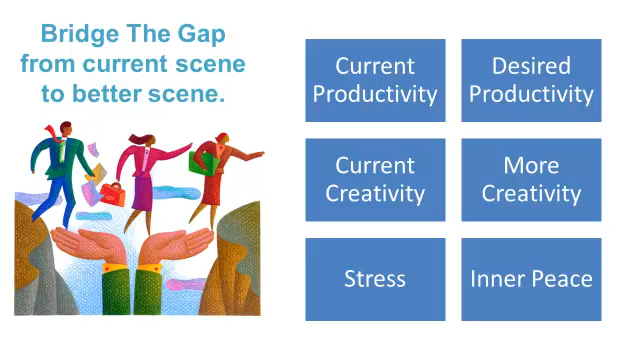 Bridge The Gap
from current scene
to better scene.
Current
Productivity
Desired
Productivity
Current
Creativity
More
Creativity
Stress
Inner Peace